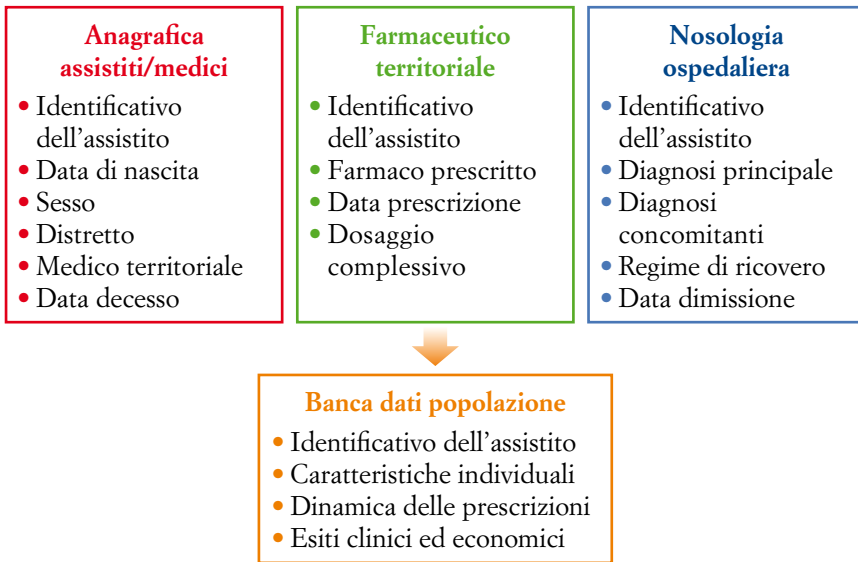 Anagrafica
assistiti/medici
• Identificativo
dell'assistito
• Data di nascita
• Sesso
• Distretto
• Medico territoriale
• Data decesso
Farmaceutico
territoriale
• Identificativo
dell'assistito
• Farmaco prescritto
• Data prescrizione
• Dosaggio
complessivo
Nosologia
ospedaliera
• Identificativo
dell'assistito
• Diagnosi principale
• Diagnosi
concomitanti
• Regime di ricovero
• Data dimissione
Banca dati popolazione
• Identificativo dell'assistito
• Caratteristiche individuali
• Dinamica delle prescrizioni
• Esiti clinici ed economici